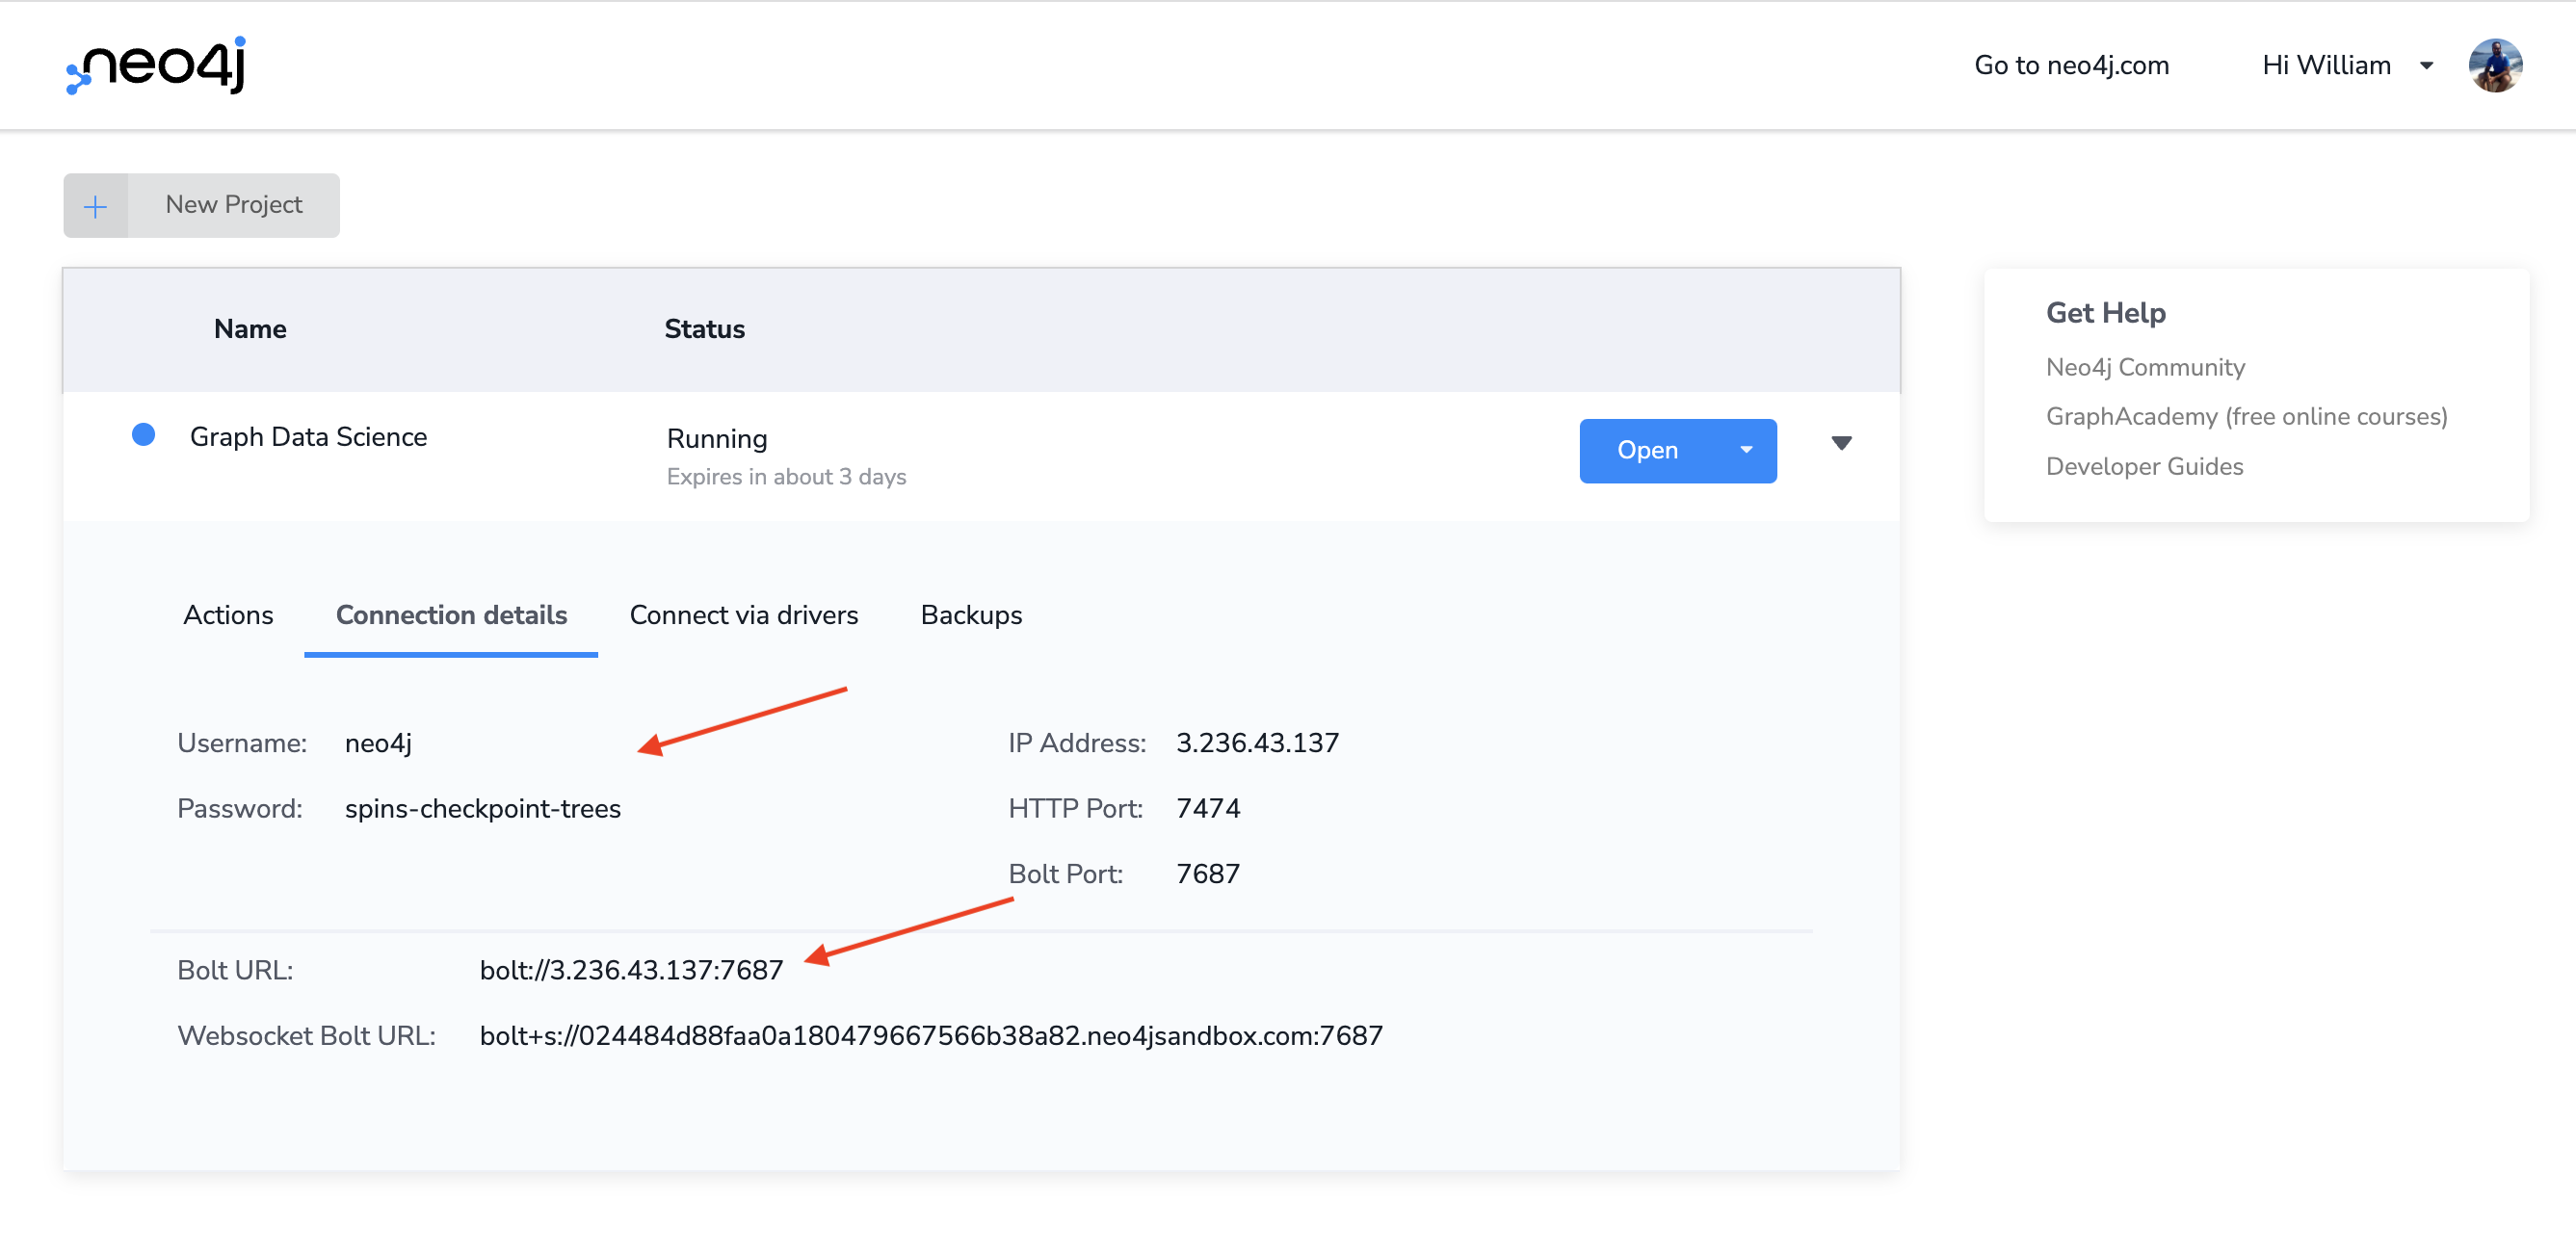 neo4j
Go to neo4j.com
Hi William
+ New Project
Name Status
Graph Data Science
Running
Expires in about 3 days
Open
Actions Connection details Connect via drivers Backups
Username: neo4j
Password: spins-checkpoint-trees
IP Address: 3.236.43.137
HTTP Port: 7474
Bolt Port: 7687
Bolt URL: bolt://3.236.43.137:7687
Websocket Bolt URL: bolt+s://024484d88faa0a180479667566b38a82.neo4jsandbox.com:7687
Get Help
Neo4j Community
GraphAcademy (free online courses)
Developer Guides